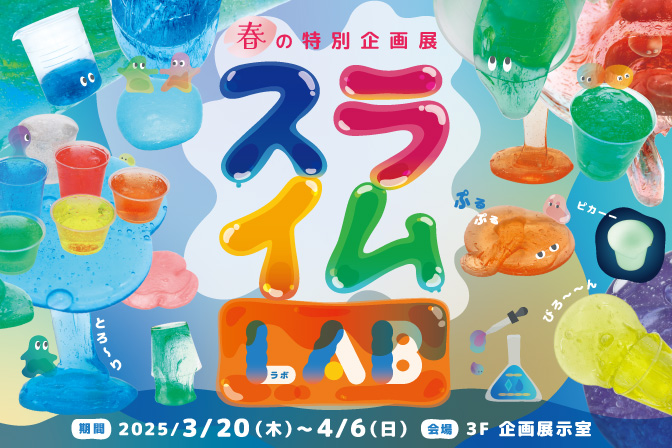 春の特別企画展
スラ
イム
LAB
ラボ
ぷる
ぷる
ピカーー
とろ〜り
びろ〜〜ん
期間 2025/3/20(木)〜4/6(日) 会場 3F 企画展示室